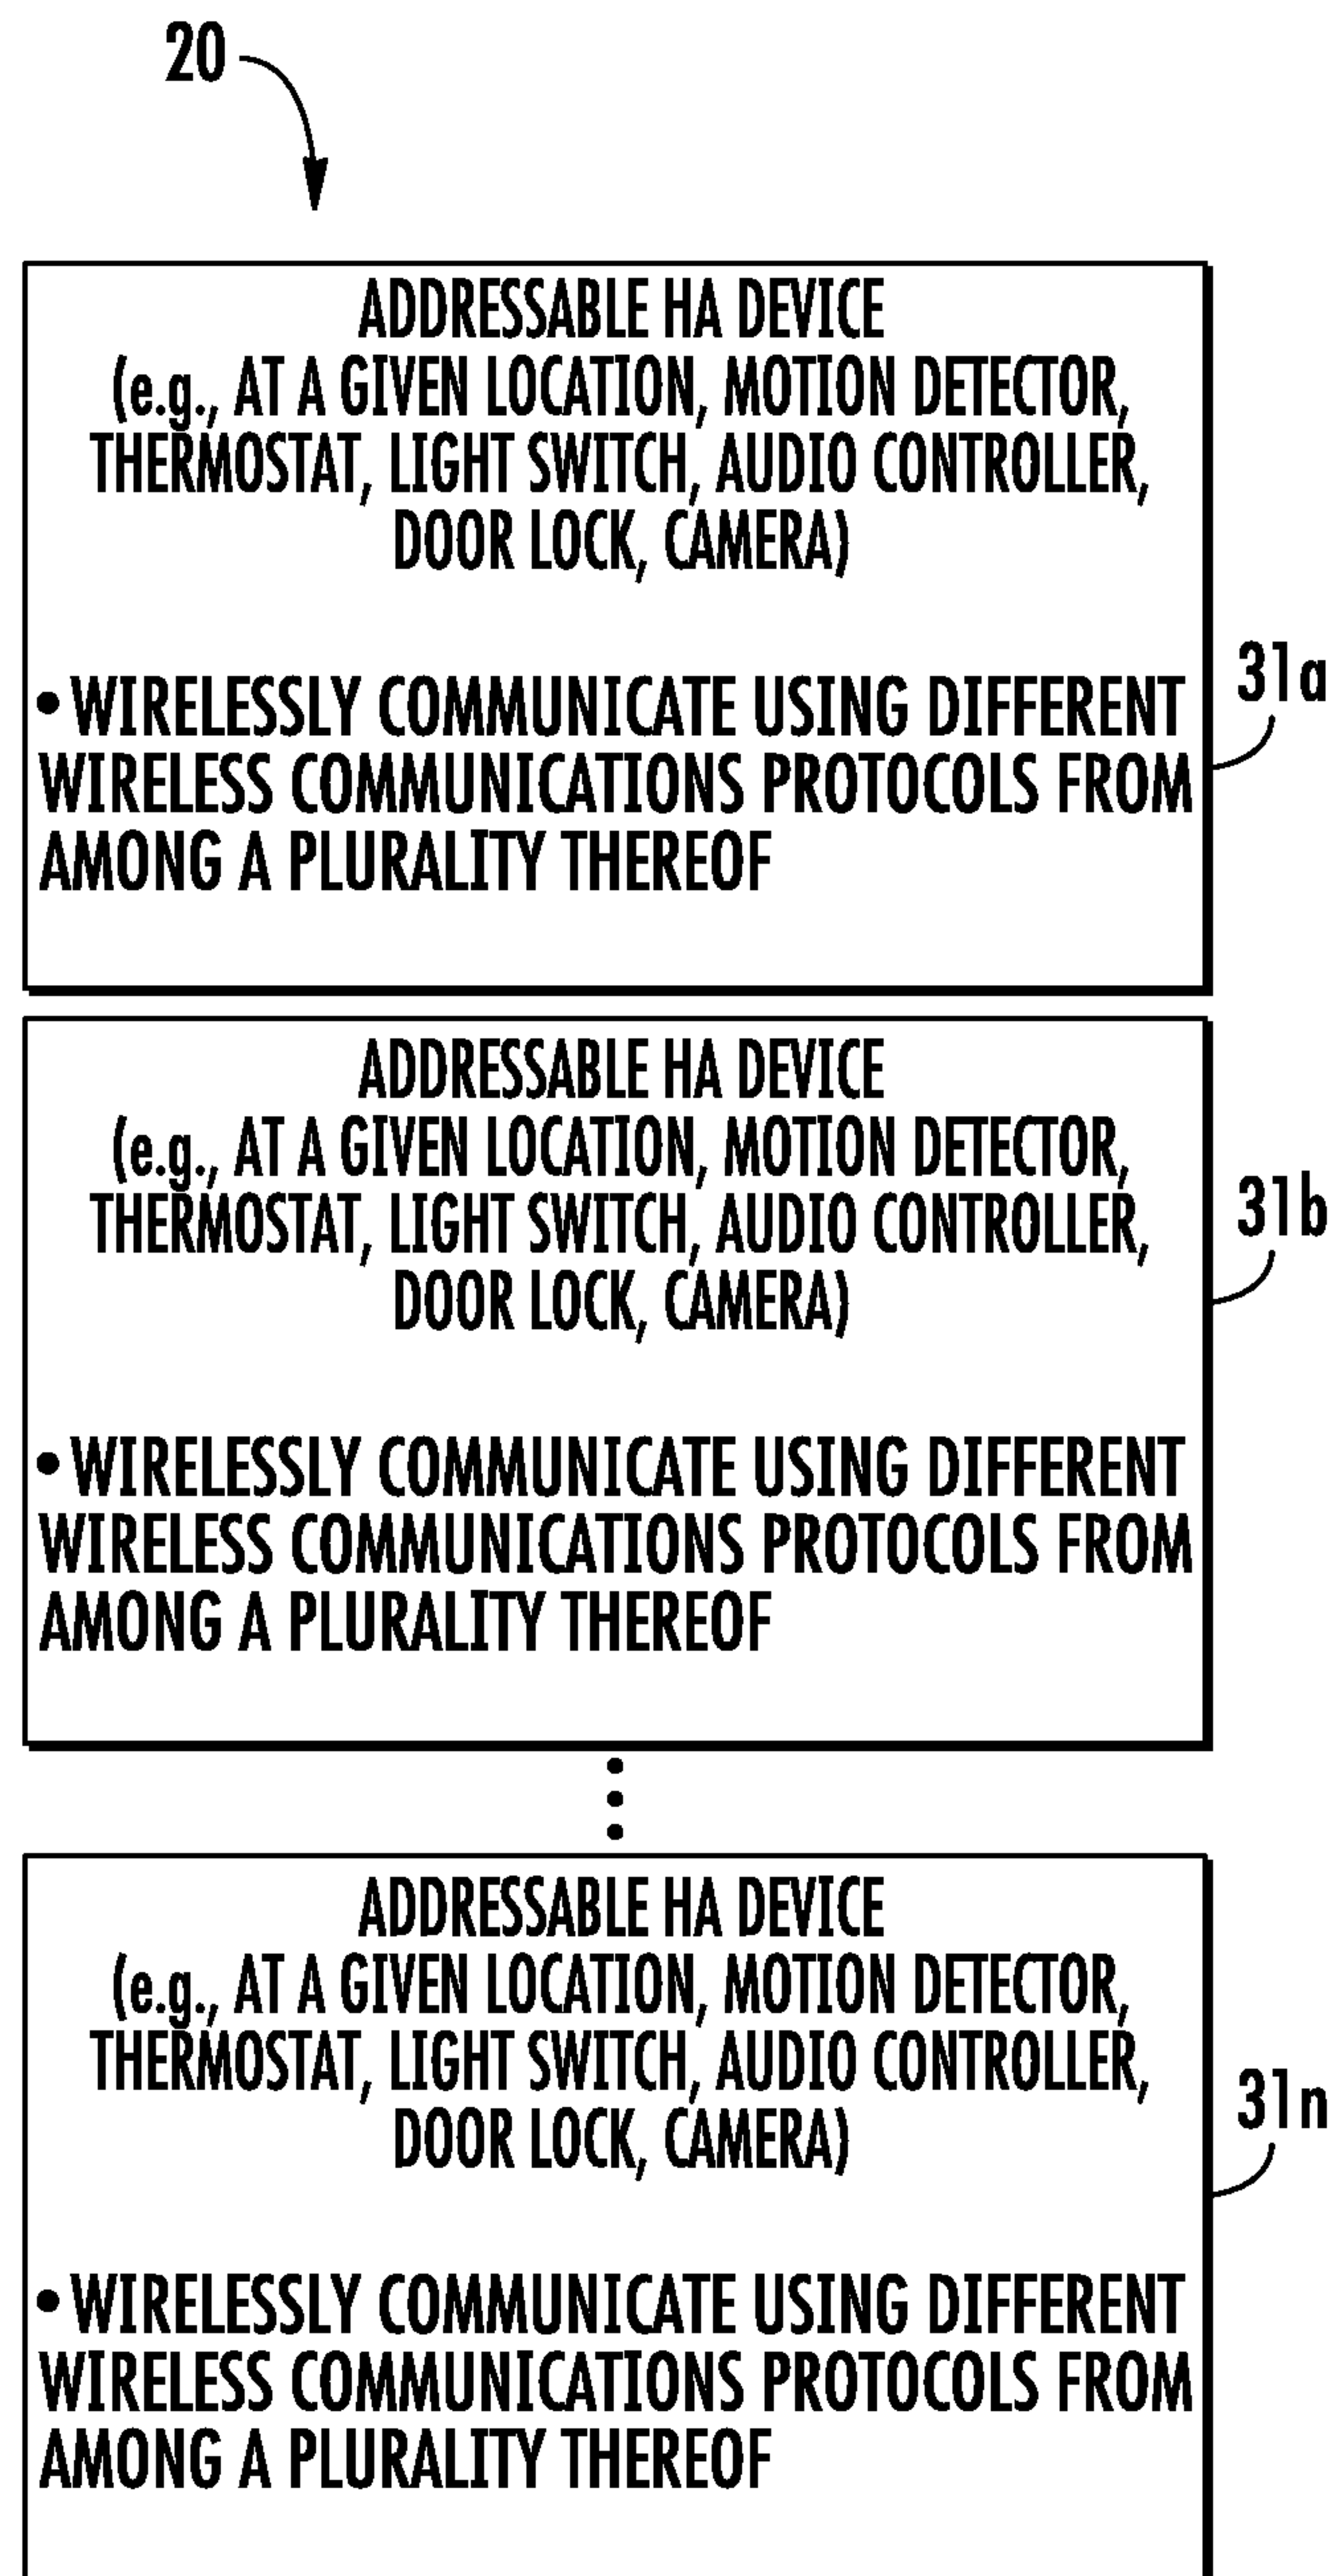 20
ADDRESSABLE HA DEVICE
(e.g., AT A GIVEN LOCATION, MOTION DETECTOR,
THERMOSTAT, LIGHT SWITCH, AUDIO CONTROLLER,
DOOR LOCK, CAMERA)
• WIRELESSLY COMMUNICATE USING DIFFERENT
WIRELESS COMMUNICATIONS PROTOCOLS FROM
AMONG A PLURALITY THEREOF
31a
ADDRESSABLE HA DEVICE
(e.g., AT A GIVEN LOCATION, MOTION DETECTOR,
THERMOSTAT, LIGHT SWITCH, AUDIO CONTROLLER,
DOOR LOCK, CAMERA)
• WIRELESSLY COMMUNICATE USING DIFFERENT
WIRELESS COMMUNICATIONS PROTOCOLS FROM
AMONG A PLURALITY THEREOF
31b
ADDRESSABLE HA DEVICE
(e.g., AT A GIVEN LOCATION, MOTION DETECTOR,
THERMOSTAT, LIGHT SWITCH, AUDIO CONTROLLER,
DOOR LOCK, CAMERA)
• WIRELESSLY COMMUNICATE USING DIFFERENT
WIRELESS COMMUNICATIONS PROTOCOLS FROM
AMONG A PLURALITY THEREOF
31n